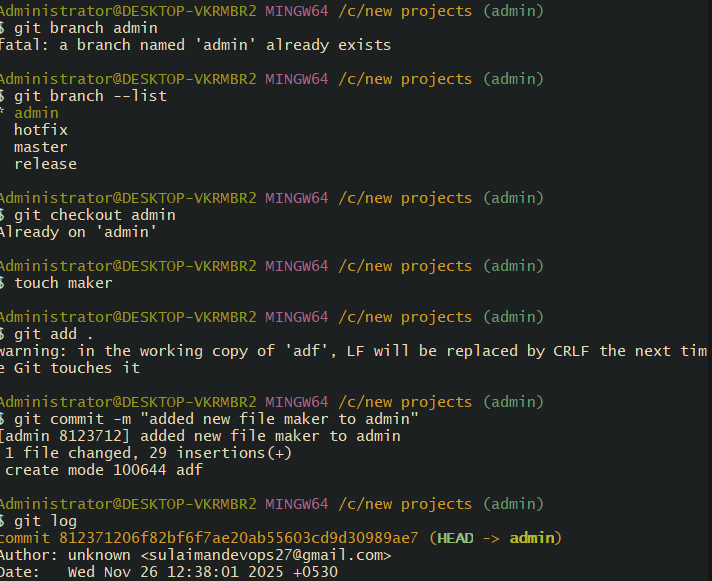 Administrator@DESKTOP-VKRMBR2 MINGW64 /c/new projects (admin)
$ git branch admin
fatal: a branch named 'admin' already exists
Administrator@DESKTOP-VKRMBR2 MINGW64 /c/new projects (admin)
$ git branch --list
* admin
  hotfix
  master
  release
Administrator@DESKTOP-VKRMBR2 MINGW64 /c/new projects (admin)
$ git checkout admin
Already on 'admin'
Administrator@DESKTOP-VKRMBR2 MINGW64 /c/new projects (admin)
$ touch maker
Administrator@DESKTOP-VKRMBR2 MINGW64 /c/new projects (admin)
$ git add .
warning: in the working copy of 'adf', LF will be replaced by CRLF the next tim
e Git touches it
Administrator@DESKTOP-VKRMBR2 MINGW64 /c/new projects (admin)
$ git commit -m "added new file maker to admin"
[admin 8123712] added new file maker to admin
 1 file changed, 29 insertions(+)
 create mode 100644 adf
Administrator@DESKTOP-VKRMBR2 MINGW64 /c/new projects (admin)
$ git log
commit 812371206f82bf6f7ae20ab55603cd9d30989ae7 (HEAD -> admin)
Author: unknown <sulaimandevops27@gmail.com>
Date:   Wed Nov 26 12:38:01 2025 +0530